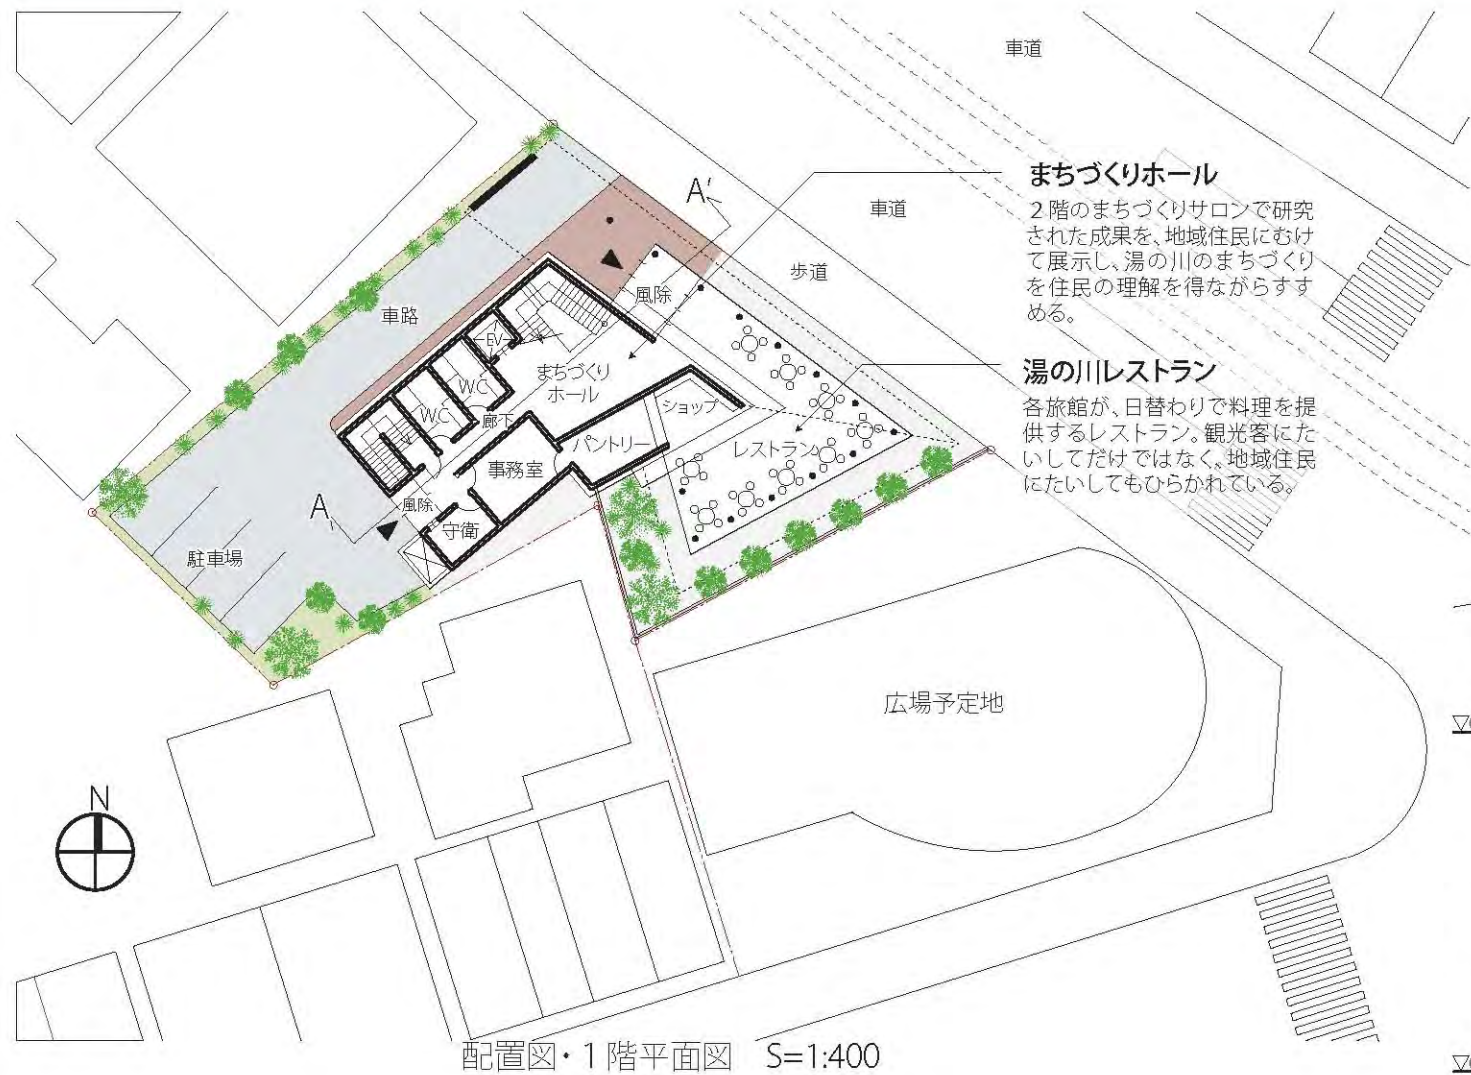 車道
まちづくりホール
2階のまちづくりサロンで研究
された成果を、地域住民にむけ
て展示し、湯の川のまちづくり
を住民の理解を得ながらすす
める。
車道
歩道
湯の川レストラン
各旅館が、日替わりで料理を提
供するレストラン。観光客にた
いしてだけではなく、地域住民
にたいしてもひらかれている。
A'
風除
車路
EV
まちづくり
ホール
W.C
W.C
廊下
ショップ
パントリー
レストラン
事務室
風除
守衛
A
駐車場
広場予定地
N
配置図・1階平面図 S=1:400